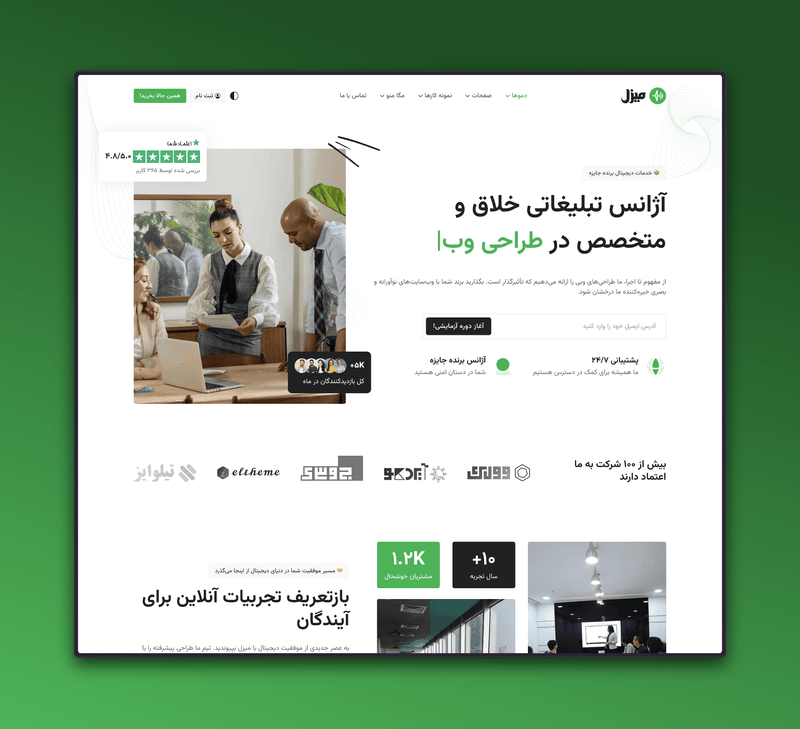 میزل
دموها
صفحات
نمونه کارها
مگا منو
تماس با ما
ثبت نام
همین حالا بخرید!
اعتماد شما
۴.۸/۵.۰
بررسی شده توسط ۳۶۵ کاربر
خدمات دیجیتال برنده جایزه
آژانس تبلیغاتی خلاق و
متخصص در طراحی وب|
از مفهوم تا اجرا، ما طراحی‌های وبی را ارائه می‌دهیم که تأثیرگذار است. بگذارید برند شما با وب‌سایت‌های نوآورانه و
بصری خیره‌کننده ما درخشان شود.
آدرس ایمیل خود را وارد کنید
آغاز دوره آزمایشی!
پشتیبانی ۲۴/۷
ما همیشه برای کمک در دسترس هستیم
آژانس برنده جایزه
شما در دستان امنی هستید
+۵K
کل بازدیدکنندگان در ماه
بیش از ۱۰۰ شرکت به ما
اعتماد دارند
eltheme
تیلوایز
+۱۰
سال تجربه
۱.۲K
مشتریان خوشحال
مسیر موفقیت شما در دنیای دیجیتال از اینجا می‌گذرد
بازتعریف تجربیات آنلاین برای
آیندگان
به عصر جدیدی از موفقیت دیجیتال با میزل بپیوندید. تیم ما طراحی پیشرفته را با